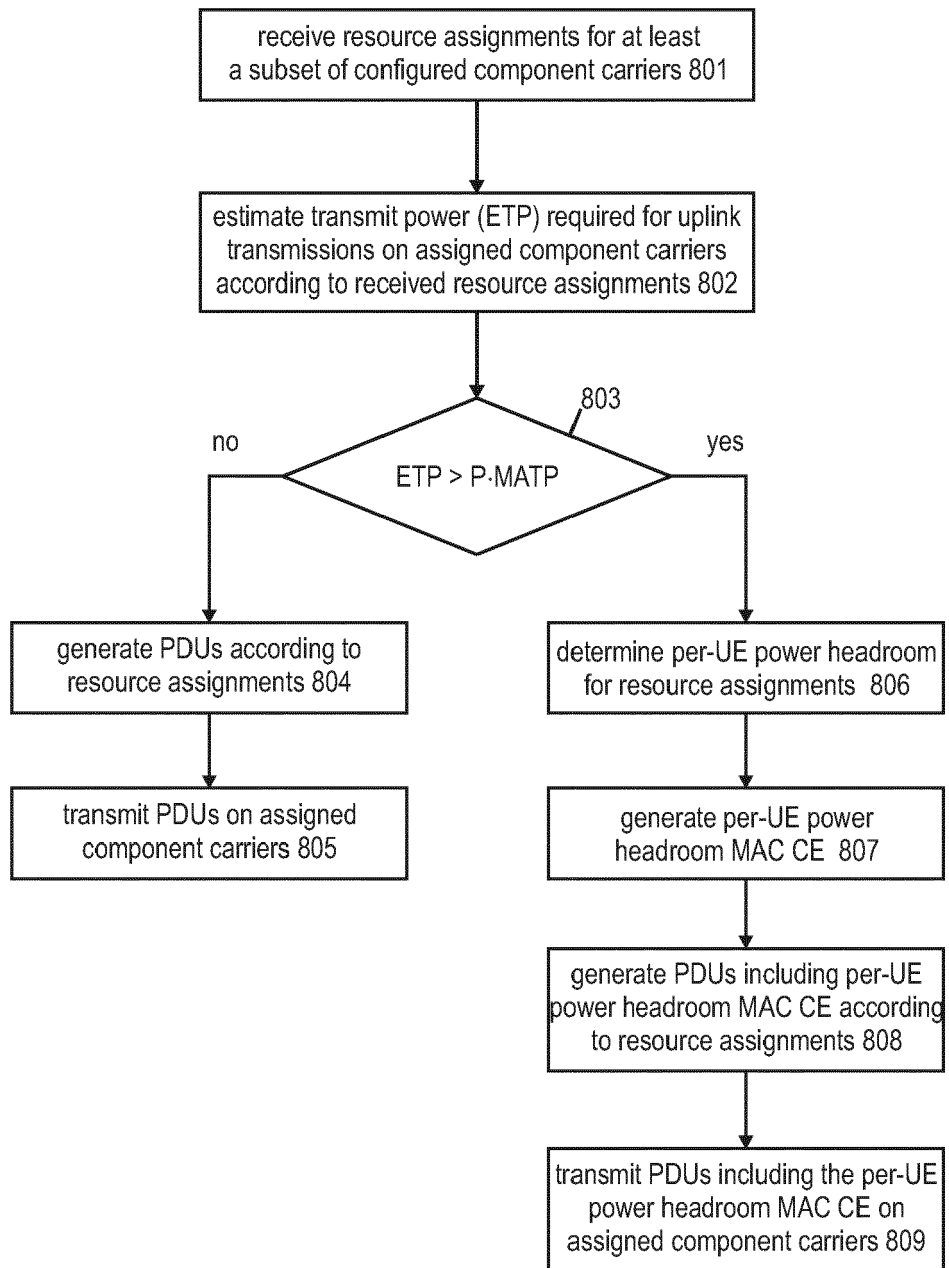 receive resource assignments for at least
a subset of configured component carriers 801
estimate transmit power (ETP) required for uplink
transmissions on assigned component carriers
according to received resource assignments 802
803
no
yes
ETP > P·MATP
generate PDUs according to
resource assignments 804
determine per-UE power headroom
for resource assignments 806
transmit PDUs on assigned
component carriers 805
generate per-UE power
headroom MAC CE 807
generate PDUs including per-UE
power headroom MAC CE according
to resource assignments 808
transmit PDUs including the per-UE
power headroom MAC CE on
assigned component carriers 809